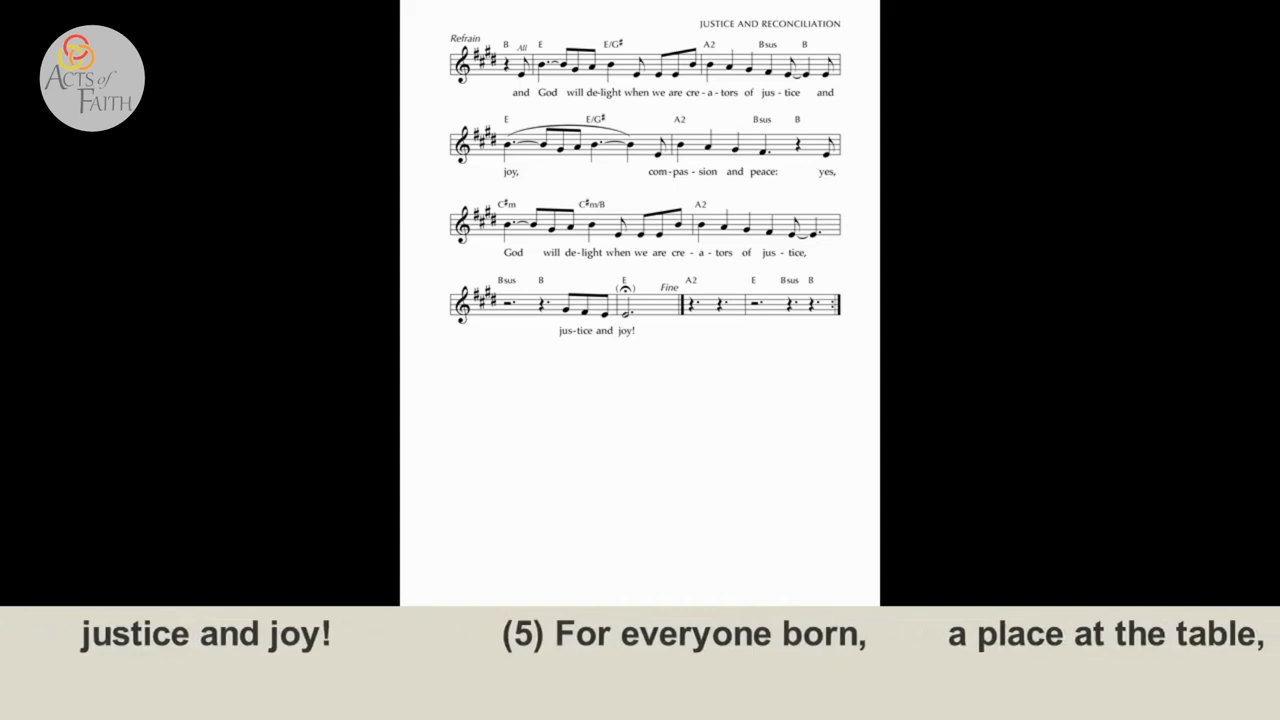 ACTS of
FAITH
JUSTICE AND RECONCILIATION
Refrain
B All E E/G♯ A2 Bsus B
and God will de-light when we are cre-a-tors of jus-tice and
E E/G♯ A2 Bsus B
joy, com-pas-sion and peace: yes,
C♯m C♯m/B A2
God will de-light when we are cre-a-tors of jus-tice,
Bsus B E Fine A2 E Bsus B
jus-tice and joy!
justice and joy! (5) For everyone born, a place at the table,